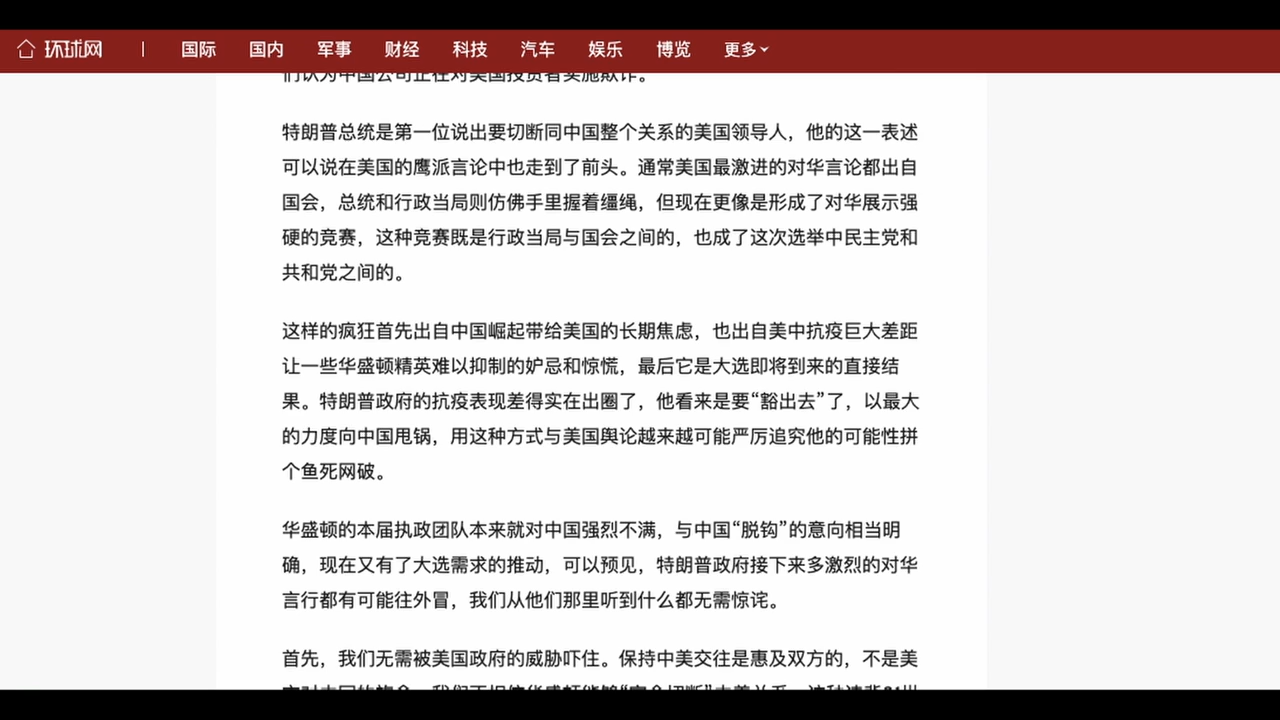 环球网 | 国际 国内 军事 财经 科技 汽车 娱乐 博览 更多
们认为中国公司正在对美国投资者实施欺诈。
特朗普总统是第一位说出要切断同中国整个关系的美国领导人，他的这一表述
可以说在美国的鹰派言论中也走到了前头。通常美国最激进的对华言论都出自
国会，总统和行政当局则仿佛手里握着缰绳，但现在更像是形成了对华展示强
硬的竞赛，这种竞赛既是行政当局与国会之间的，也成了这次选举中民主党和
共和党之间的。
这样的疯狂首先出自中国崛起带给美国的长期焦虑，也出自美中抗疫巨大差距
让一些华盛顿精英难以抑制的妒忌和惊慌，最后它是大选即将到来的直接结
果。特朗普政府的抗疫表现差得实在出圈了，他看来是要“豁出去”了，以最大
的力度向中国甩锅，用这种方式与美国舆论越来越可能严厉追究他的可能性拼
个鱼死网破。
华盛顿的本届执政团队本来就对中国强烈不满，与中国“脱钩”的意向相当明
确，现在又有了大选需求的推动，可以预见，特朗普政府接下来多激烈的对华
言行都有可能往外冒，我们从他们那里听到什么都无需惊诧。
首先，我们无需被美国政府的威胁吓住。保持中美交往是惠及双方的，不是美